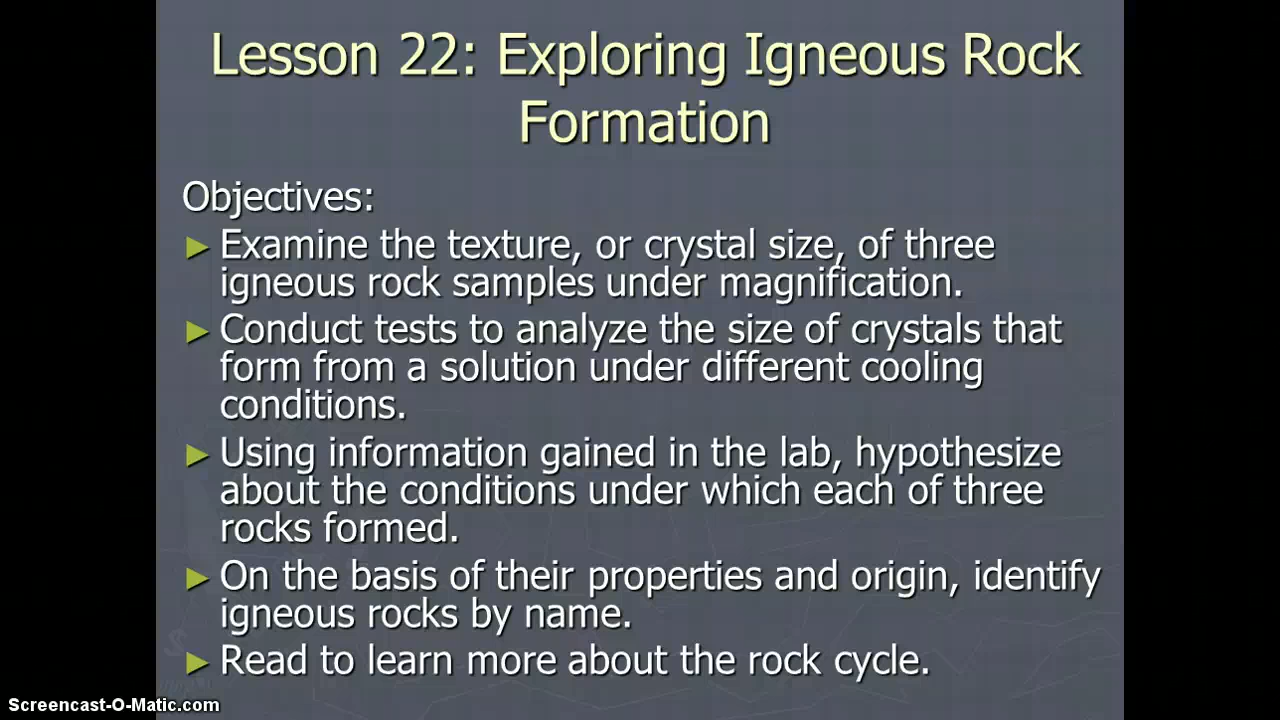 Lesson 22: Exploring Igneous Rock
Formation
Objectives:
► Examine the texture, or crystal size, of three
igneous rock samples under magnification.
► Conduct tests to analyze the size of crystals that
form from a solution under different cooling
conditions.
► Using information gained in the lab, hypothesize
about the conditions under which each of three
rocks formed.
► On the basis of their properties and origin, identify
igneous rocks by name.
► Read to learn more about the rock cycle.
Screencast-O-Matic.com